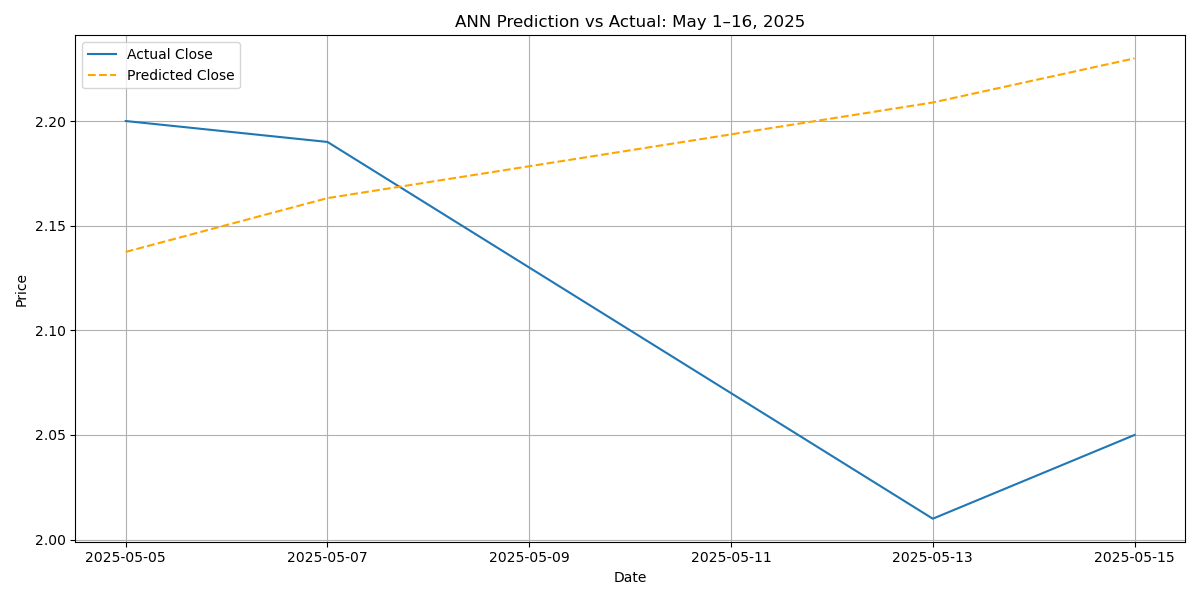 ANN Prediction vs Actual: May 1–16, 2025
Actual Close
Predicted Close
Price
2.20
2.15
2.10
2.05
2.00
2025-05-05
2025-05-07
2025-05-09
2025-05-11
2025-05-13
2025-05-15
Date